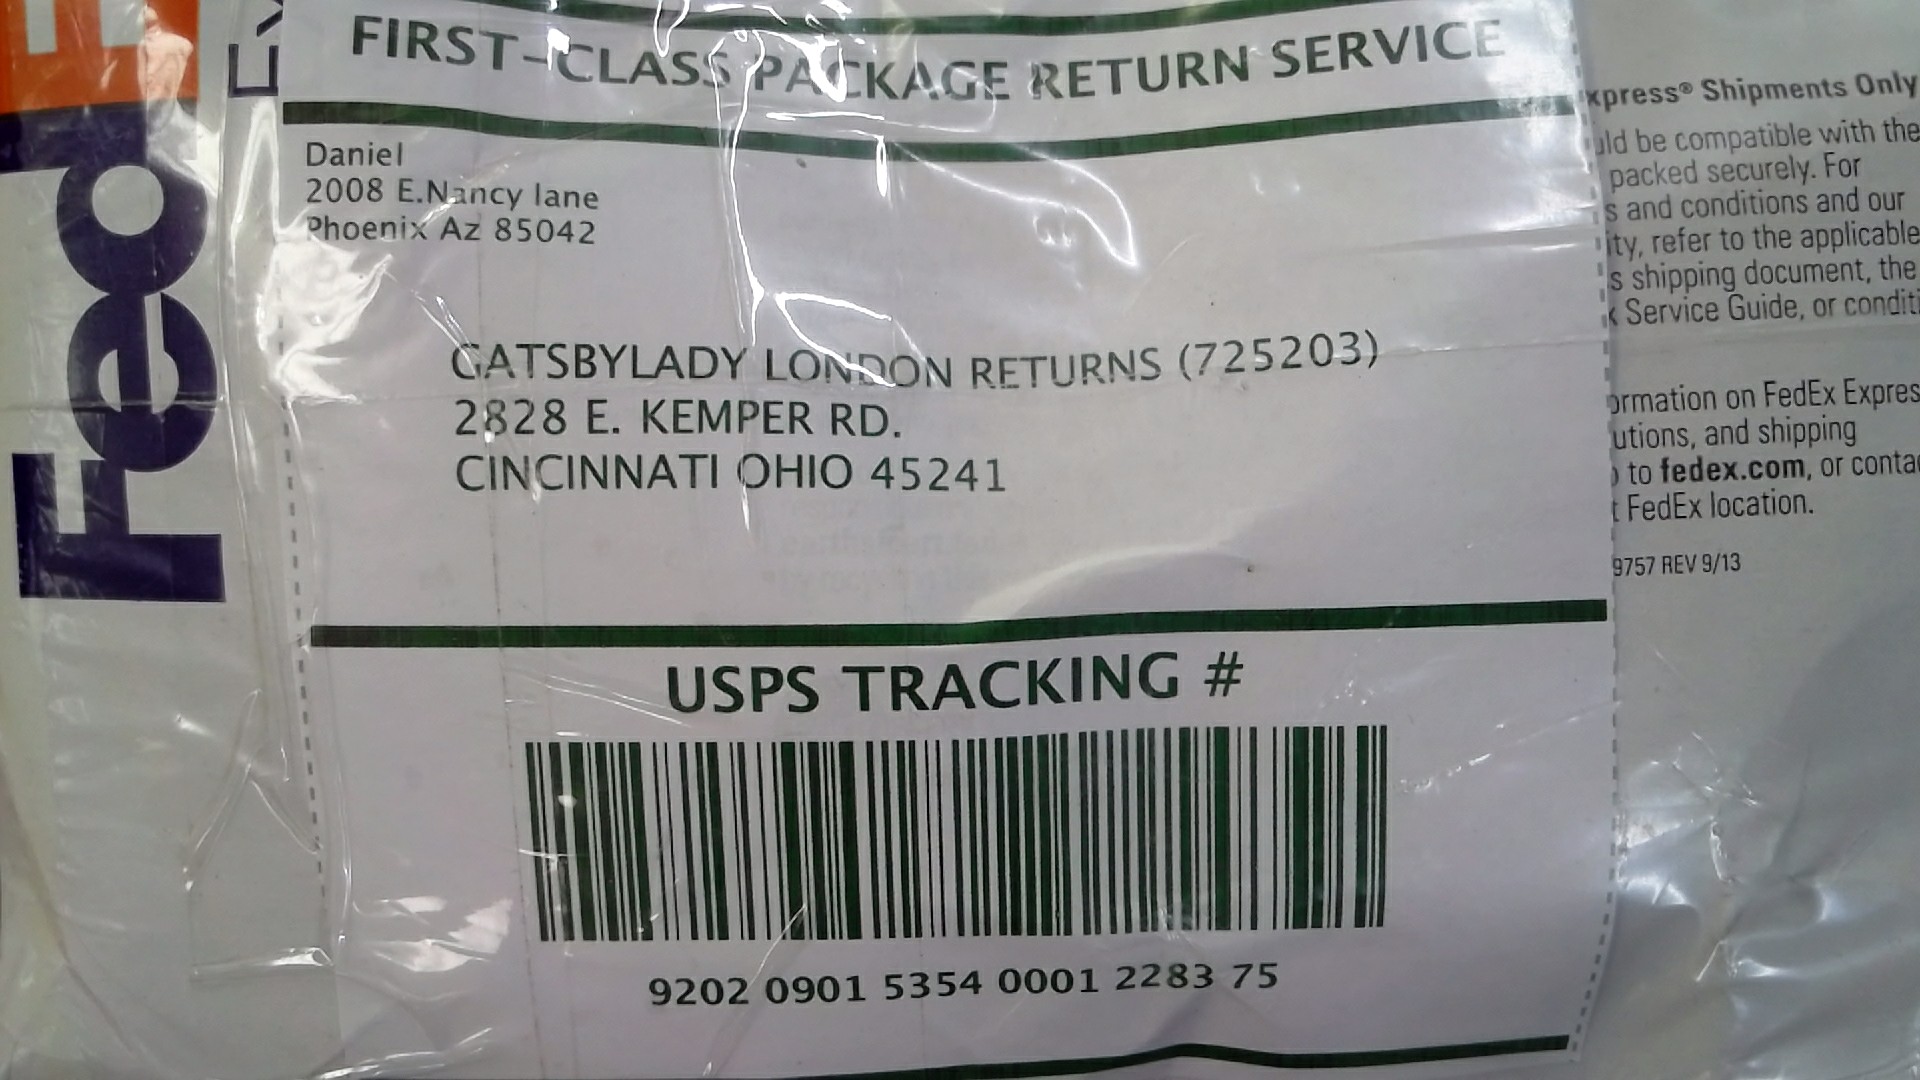 FedE
Ex
FIRST-CLASS PACKAGE RETURN SERVICE
Daniel
2008 E.Nancy lane
Phoenix Az 85042
GATSBYLADY LONDON RETURNS (725203)
2828 E. KEMPER RD.
CINCINNATI OHIO 45241
USPS TRACKING #
9202 0901 5354 0001 2283 75
xpress® Shipments Only
uld be compatible with the
packed securely. For
s and conditions and our
ity, refer to the applicable
s shipping document, the
x Service Guide, or conditi
ormation on FedEx Expres
utions, and shipping
o to fedex.com, or conta
t FedEx location.
9757 REV 9/13